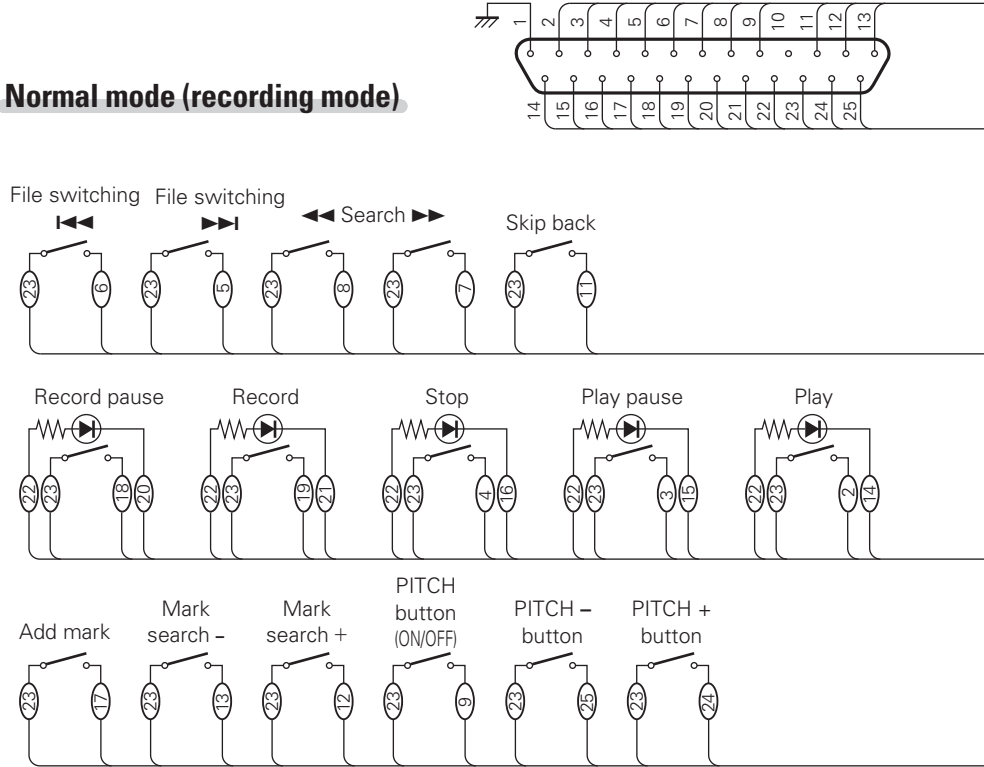 1 2 3 4 5 6 7 8 9 10 11 12 13
Normal mode (recording mode)
14 15 16 17 18 19 20 21 22 23 24 25
File switching File switching ◄◄ Search ►► Skip back
I◄◄ ►►I
23 6 23 5 23 8 23 7 23 11
Record pause Record Stop Play pause Play
22 23 18 20 22 23 19 21 22 23 4 16 22 23 3 15 22 23 2 14
Add mark
Mark
search –
Mark
search +
PITCH
button
(ON/OFF)
PITCH –
button
PITCH +
button
23 17 23 13 23 12 23 9 23 25 23 24